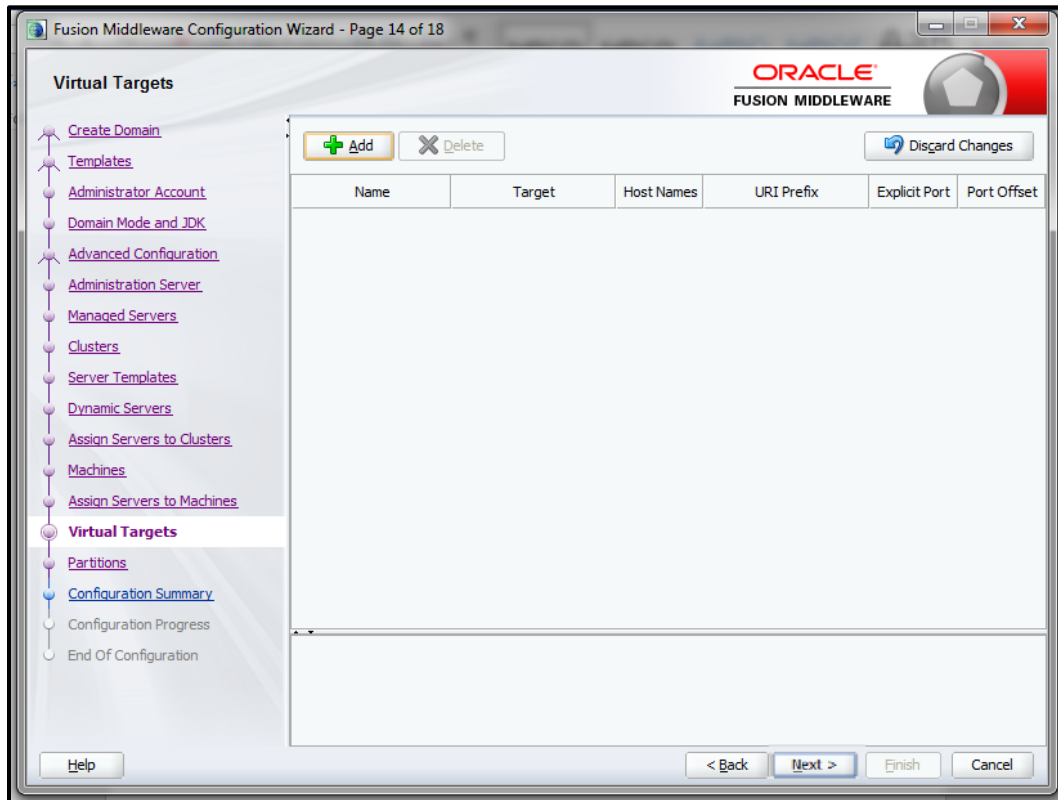 Fusion Middleware Configuration Wizard - Page 14 of 18
Virtual Targets
ORACLE
FUSION MIDDLEWARE
Create Domain
Templates
Administrator Account
Domain Mode and JDK
Advanced Configuration
Administration Server
Managed Servers
Clusters
Server Templates
Dynamic Servers
Assign Servers to Clusters
Machines
Assign Servers to Machines
Virtual Targets
Partitions
Configuration Summary
Configuration Progress
End Of Configuration
Add Delete Discard Changes
Name Target Host Names URI Prefix Explicit Port Port Offset
Help < Back Next > Finish Cancel